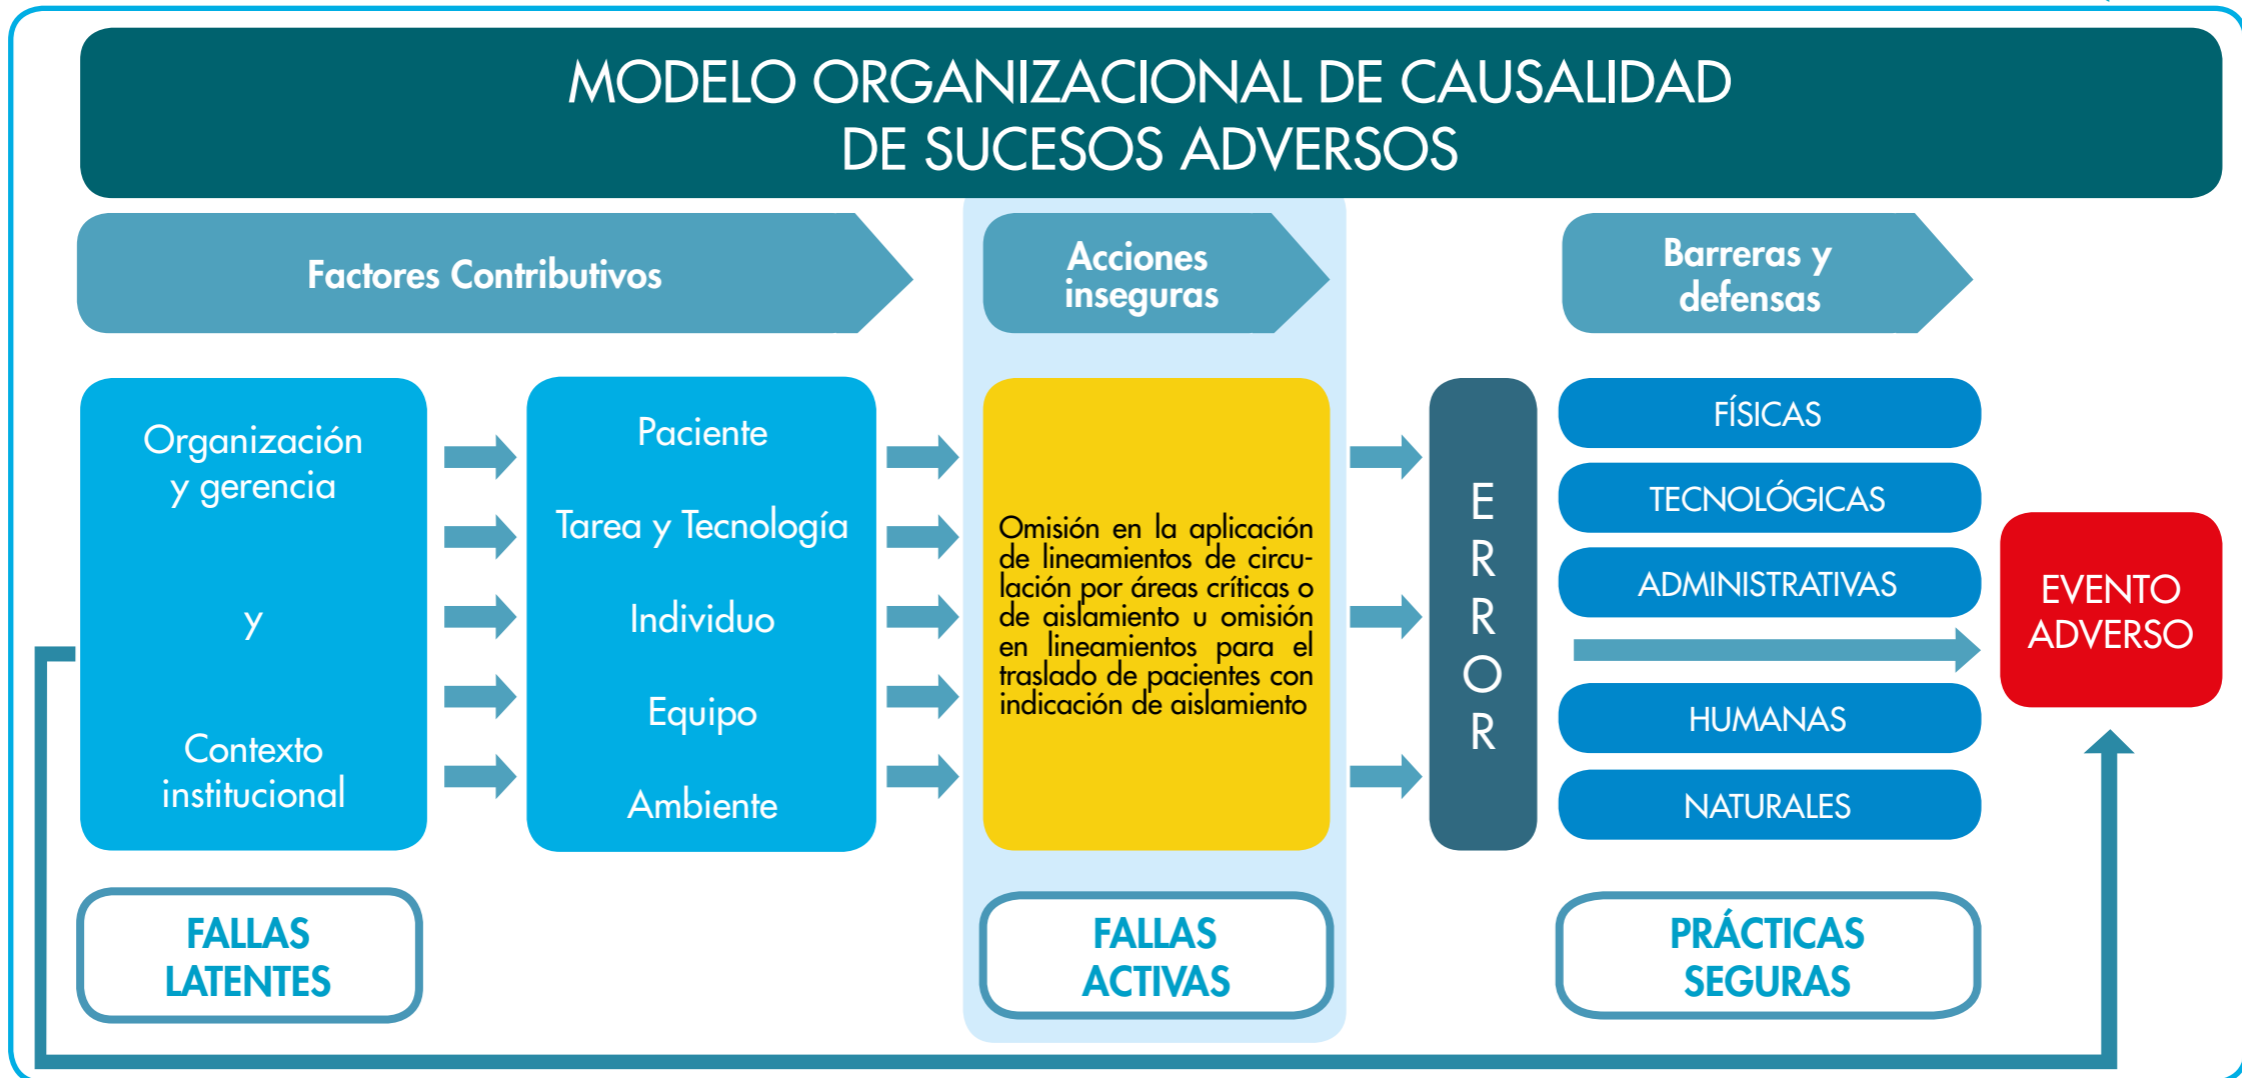 MODELO ORGANIZACIONAL DE CAUSALIDAD
DE SUCESOS ADVERSOS
Factores Contributivos
Acciones
inseguras
Barreras y
defensas
Organización
y gerencia
y
Contexto
institucional
Paciente
Tarea y Tecnología
Individuo
Equipo
Ambiente
Omisión en la aplicación
de lineamientos de circu-
lación por áreas críticas o
de aislamiento u omisión
en lineamientos para el
traslado de pacientes con
indicación de aislamiento
E
R
R
O
R
FÍSICAS
TECNOLÓGICAS
ADMINISTRATIVAS
HUMANAS
NATURALES
EVENTO
ADVERSO
FALLAS
LATENTES
FALLAS
ACTIVAS
PRÁCTICAS
SEGURAS